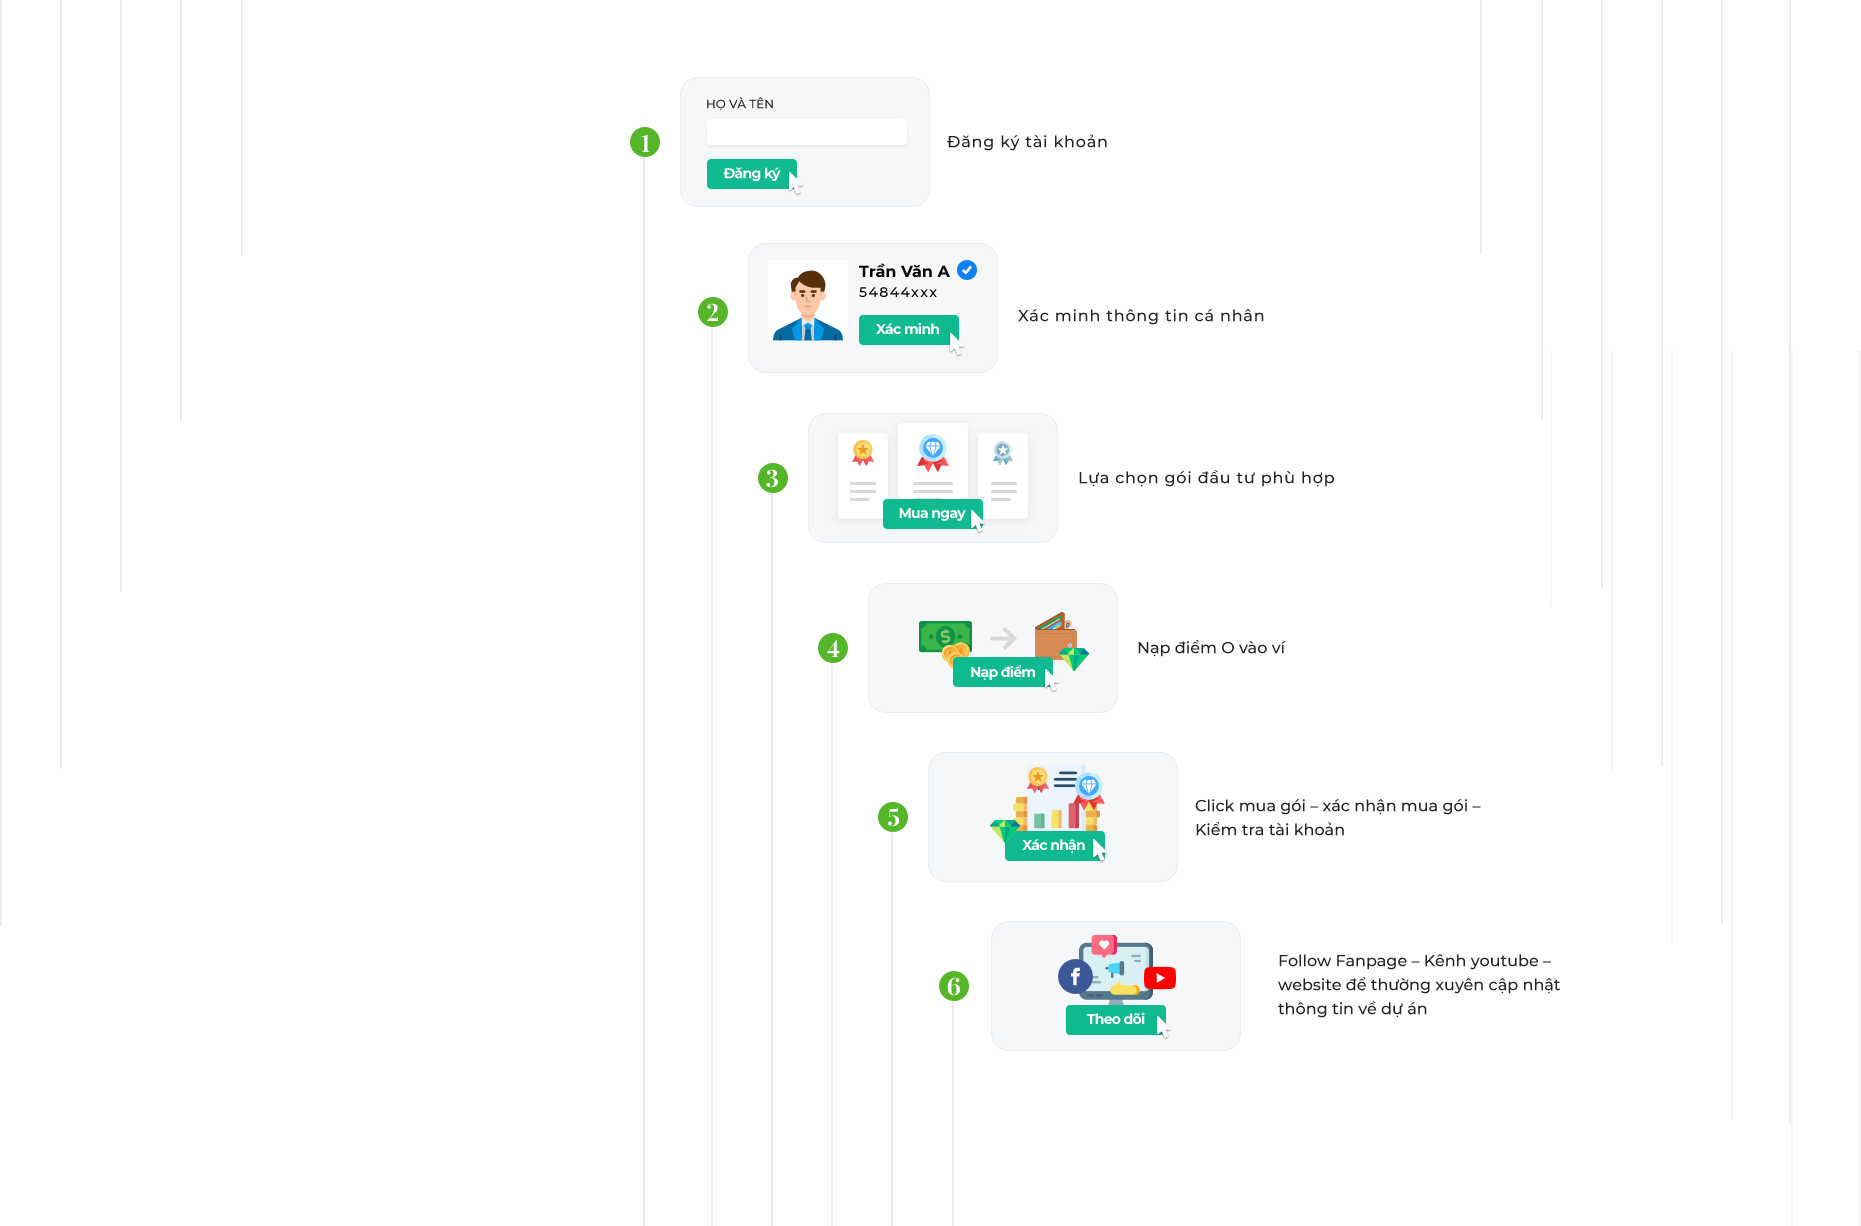 HỌ VÀ TÊN
1
Đăng ký tài khoản
Đăng ký
Trần Văn A
54844xxx
2
Xác minh thông tin cá nhân
Xác minh
3
Lựa chọn gói đầu tư phù hợp
Mua ngay
4
Nạp điểm O vào ví
Nạp điểm
5
Click mua gói – xác nhận mua gói –
Kiểm tra tài khoản
Xác nhận
6
Follow Fanpage – Kênh youtube –
website để thường xuyên cập nhật
thông tin về dự án
Theo dõi